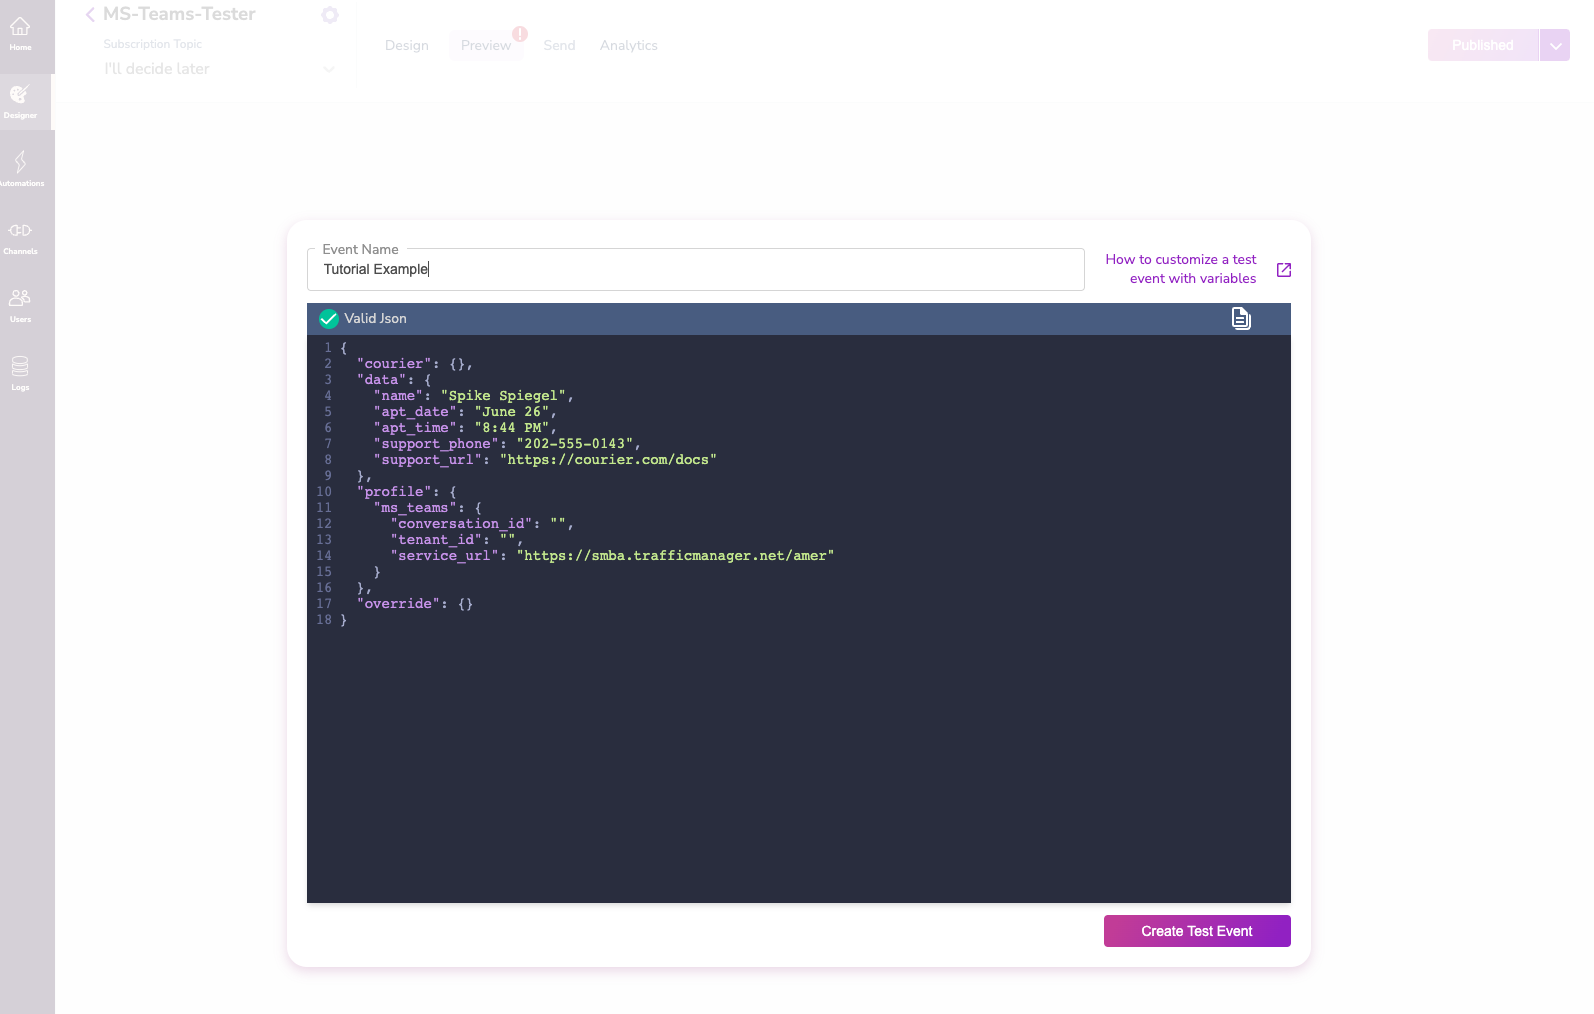 MS-Teams-Tester
Subscription Topic
I'll decide later
Design
Preview
!
Send
Analytics
Published
Home
Designer
Automations
Channels
Users
Logs
Event Name
Tutorial Example
How to customize a test
event with variables
Valid Json
1 {
2 "courier": {},
3 "data": {
4 "name": "Spike Spiegel",
5 "apt_date": "June 26",
6 "apt_time": "8:44 PM",
7 "support_phone": "202-555-0143",
8 "support_url": "https://courier.com/docs"
9 },
10 "profile": {
11 "ms_teams": {
12 "conversation_id": "",
13 "tenant_id": "",
14 "service_url": "https://smba.trafficmanager.net/amer"
15 }
16 },
17 "override": {}
18 }
Create Test Event